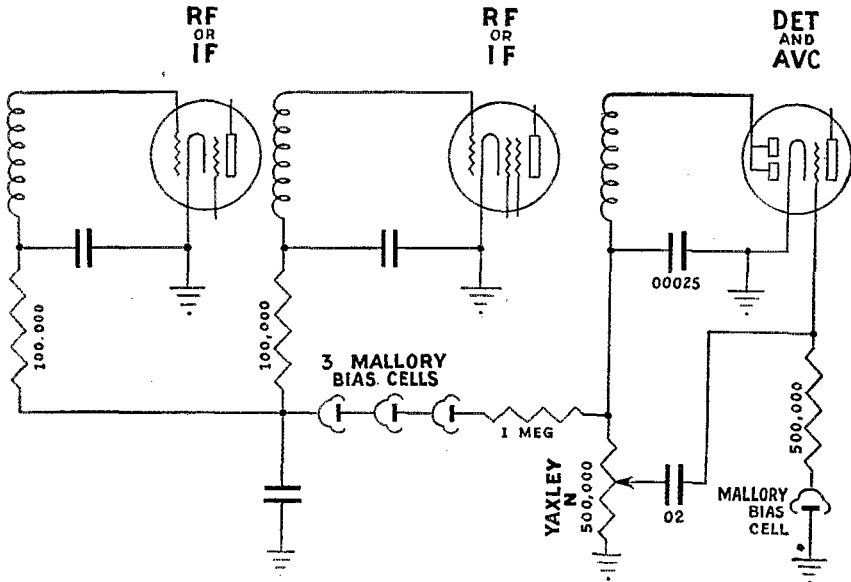 RF
OR
IF
RF
OR
IF
DET
AND
AVC
00025
100.000
100,000
3 MALLORY
BIAS CELLS
1 MEG
YAXLEY
N
500,000
02
500,000
MALLORY
BIAS
CELL